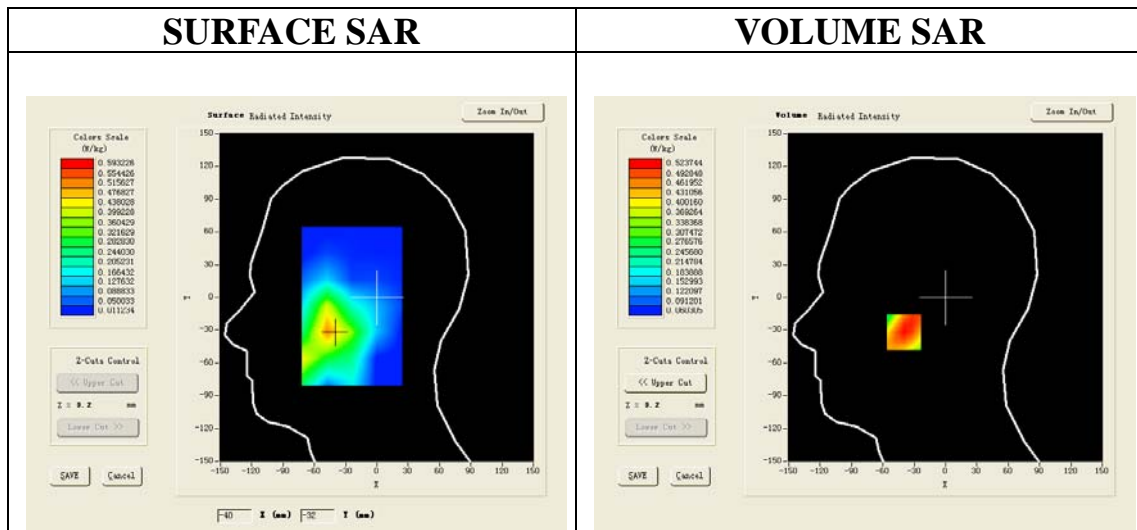 SURFACE SAR
VOLUME SAR
Surface Radiated Intensity
Zoom In/Out
Colors Scale
(W/kg)
0.593226
0.554426
0.515627
0.476827
0.438028
0.399228
0.360429
0.321629
0.282830
0.244030
0.205231
0.166432
0.127632
0.088833
0.050033
0.011234
150
120
90
60
30
0
-30
-60
-90
-120
-150
Y
-150 -120 -90 -60 -30 0 30 60 90 120 150
X
Z-Cuts Control
<< Upper Cut
Z = 0.2 mm
Lower Cut >>
SAVE Cancel
-40 X (mm) -32 Y (mm)
Volume Radiated Intensity
Zoom In/Out
Colors Scale
(W/kg)
0.523744
0.492848
0.461952
0.431056
0.400160
0.369264
0.338368
0.307472
0.276576
0.245680
0.214784
0.183888
0.152993
0.122097
0.091201
0.060305
150
120
90
60
30
0
-30
-60
-90
-120
-150
Y
-150 -120 -90 -60 -30 0 30 60 90 120 150
X
Z-Cuts Control
<< Upper Cut
Lower Cut >>
SAVE Cancel